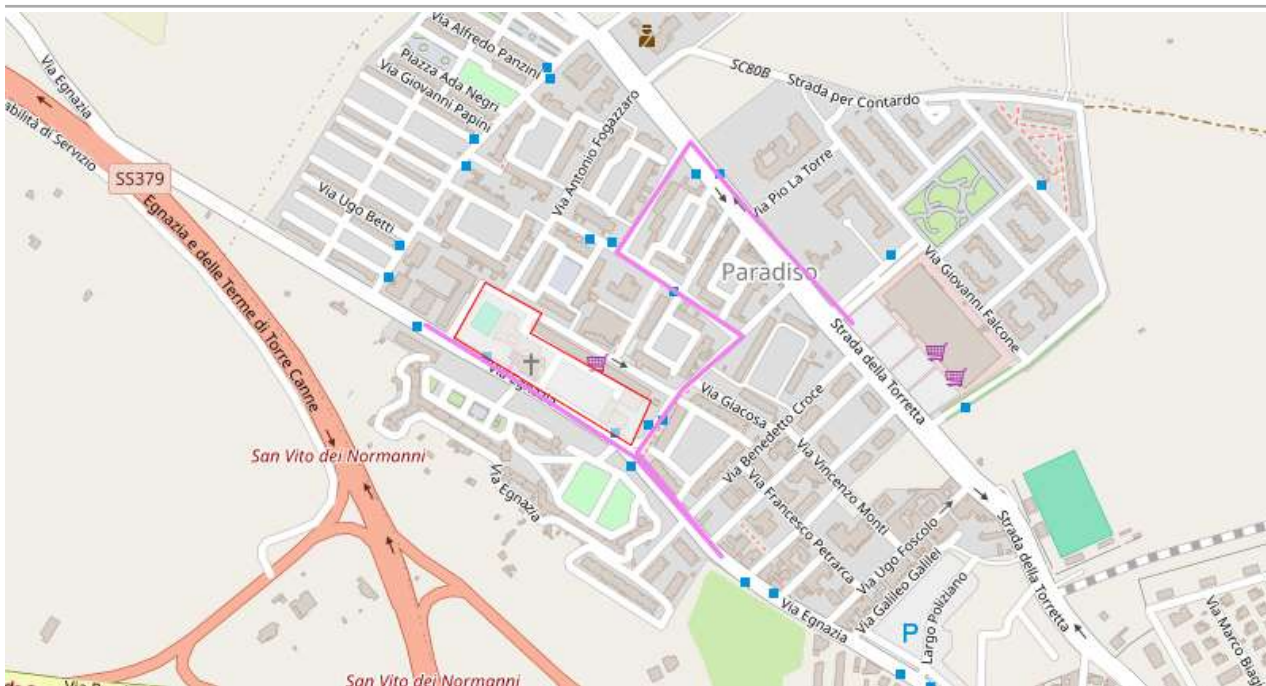 Via Egnazia
Via Alfredo Panzini
Piazza Ada Negri
Via Giovanni Papini
SC80B
Strada per Contardo
abilità di Servizio
Via Antonio Fogazzaro
SS379
Via Pio La Torre
Via Ugo Betti
Egnazia e delle Terme di Torre Canne
Paradiso
Via Giovanni Falcone
Strada della Torretta
Via Egnazia
Via Giacosa
Via Benedetto Croce
San Vito dei Normanni
Via Egnazia
Via Vincenzo Monti
Via Francesco Petrarca
Via Ugo Foscolo
Via Galileo Galilei
Strada della Torretta
Via Egnazia
P
Largo Poliziano
Via Marco Biagi
San Vito dei Normanni